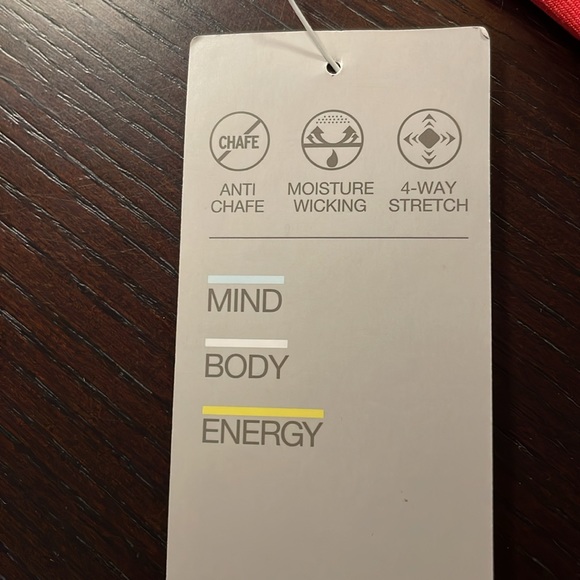 CHAFE
ANTI MOISTURE 4-WAY
CHAFE WICKING STRETCH
MIND
BODY
ENERGY